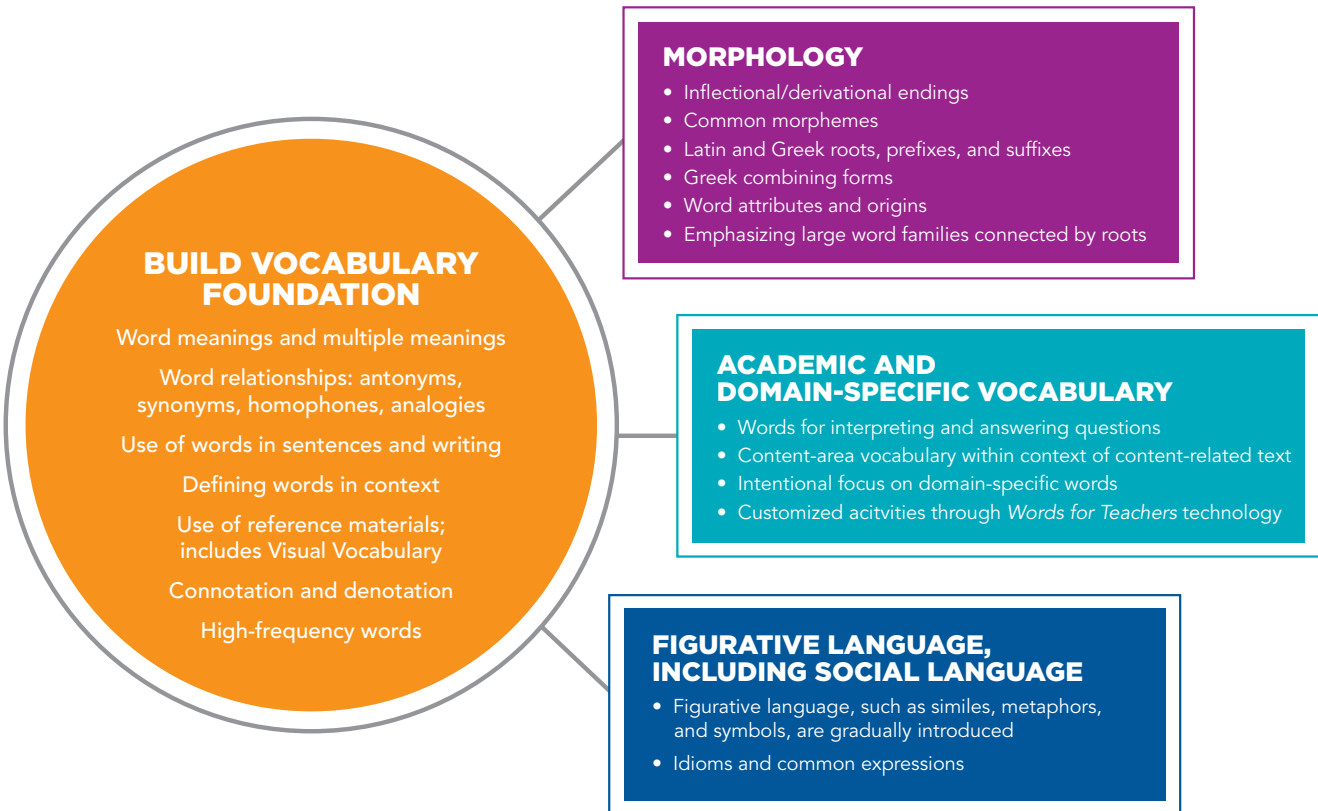 BUILD VOCABULARY
FOUNDATION
Word meanings and multiple meanings
Word relationships: antonyms,
synonyms, homophones, analogies
Use of words in sentences and writing
Defining words in context
Use of reference materials;
includes Visual Vocabulary
Connotation and denotation
High-frequency words
MORPHOLOGY
• Inflectional/derivational endings
• Common morphemes
• Latin and Greek roots, prefixes, and suffixes
• Greek combining forms
• Word attributes and origins
• Emphasizing large word families connected by roots
ACADEMIC AND
DOMAIN-SPECIFIC VOCABULARY
• Words for interpreting and answering questions
• Content-area vocabulary within context of content-related text
• Intentional focus on domain-specific words
• Customized acitvities through Words for Teachers technology
FIGURATIVE LANGUAGE,
INCLUDING SOCIAL LANGUAGE
• Figurative language, such as similes, metaphors,
and symbols, are gradually introduced
• Idioms and common expressions